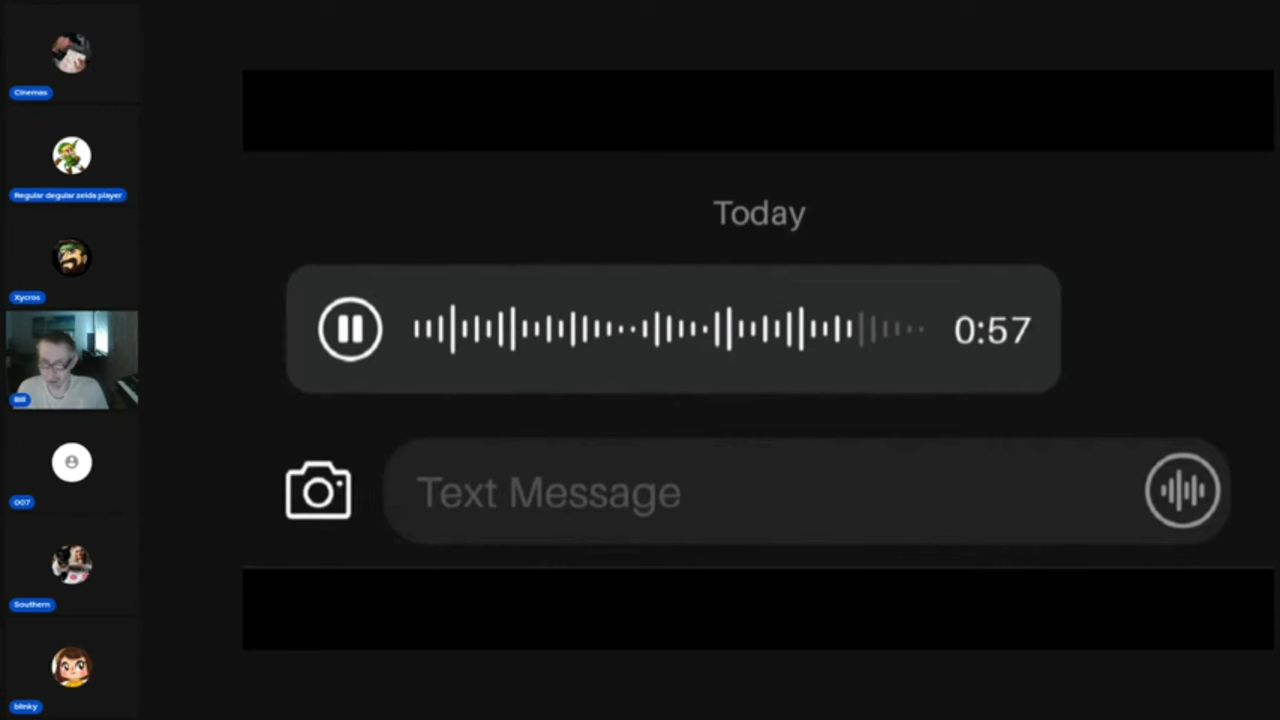 Cinemas
Regular degular zelda player
Xycros
Bill
007
Southern
blinky
Today
0:57
Text Message